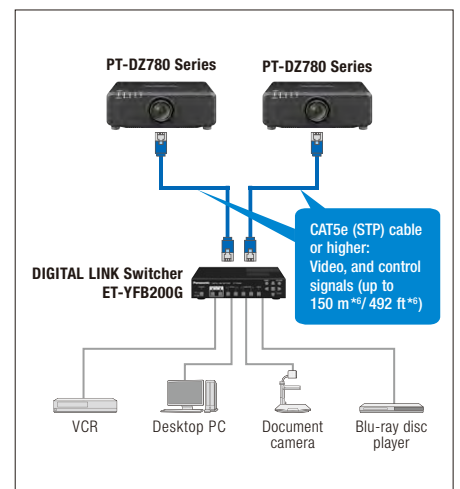 PT-DZ780 Series
PT-DZ780 Series
CAT5e (STP) cable
or higher:
Video, and control
signals (up to
150 m*6/ 492 ft*6)
DIGITAL LINK Switcher
ET-YFB200G
Panasonic
VCR
Desktop PC
Document
camera
Blu-ray disc
player